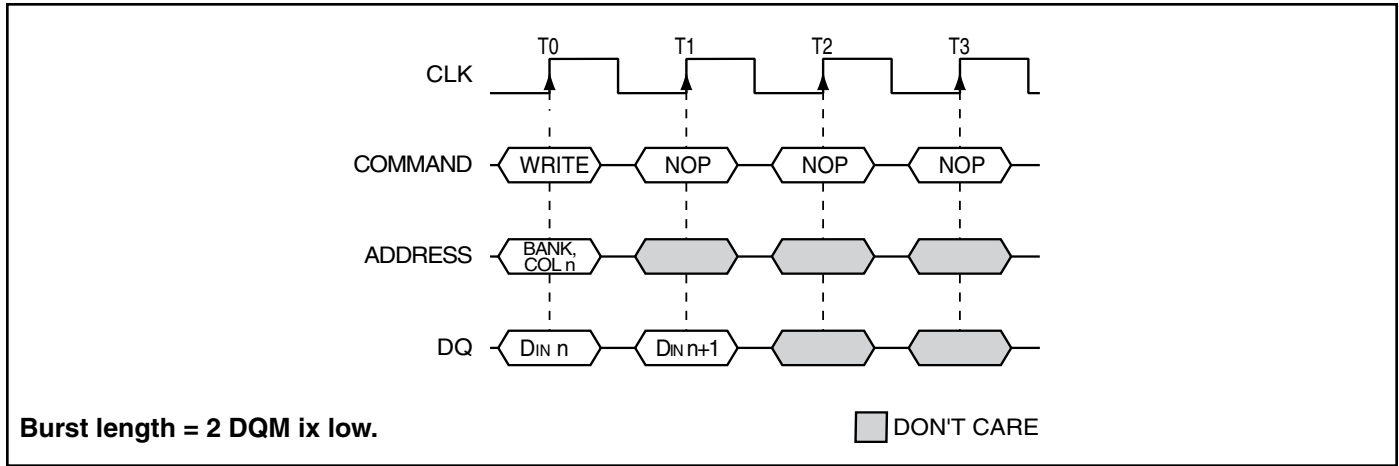 T0 T1 T2 T3
CLK
COMMAND WRITE NOP NOP NOP
ADDRESS BANK, COL n
DQ DIN n DIN n+1
Burst length = 2 DQM ix low.
DON'T CARE